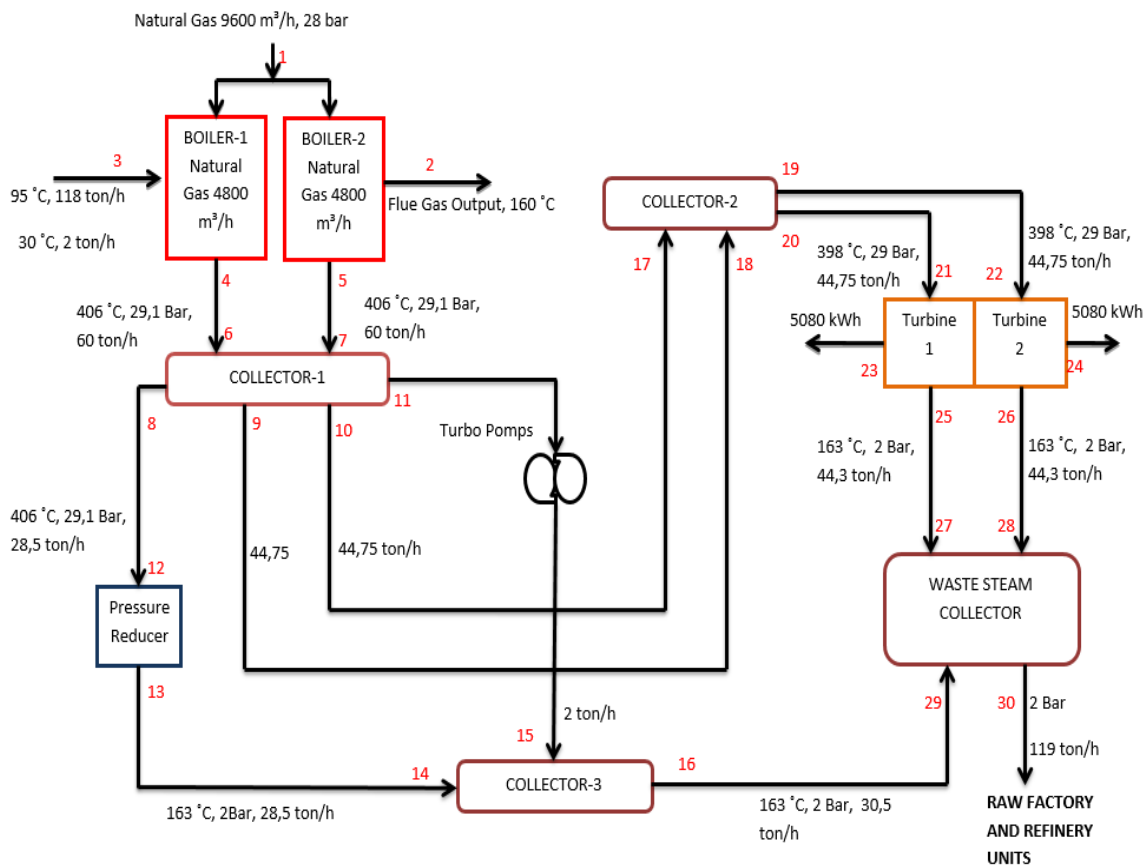 Natural Gas 9600 m³/h, 28 bar
1
BOILER-1
Natural
Gas 4800
m³/h
BOILER-2
Natural
Gas 4800
m³/h
3
95 ˚C, 118 ton/h
30 ˚C, 2 ton/h
2
Flue Gas Output, 160 ˚C
4
5
406 ˚C, 29,1 Bar,
60 ton/h
406 ˚C, 29,1 Bar,
60 ton/h
6
7
COLLECTOR-1
8
9
10
11
Turbo Pomps
406 ˚C, 29,1 Bar,
28,5 ton/h
44,75
44,75 ton/h
12
Pressure
Reducer
13
14
163 ˚C, 2Bar, 28,5 ton/h
2 ton/h
15
COLLECTOR-3
16
163 ˚C, 2 Bar, 30,5
ton/h
COLLECTOR-2
17
18
19
20
398 ˚C, 29 Bar,
44,75 ton/h
21
22
398 ˚C, 29 Bar,
44,75 ton/h
5080 kWh
Turbine
1
Turbine
2
5080 kWh
23
24
25
26
163 ˚C, 2 Bar,
44,3 ton/h
163 ˚C, 2 Bar,
44,3 ton/h
27
28
WASTE STEAM
COLLECTOR
29
30
2 Bar
119 ton/h
RAW FACTORY
AND REFINERY
UNITS